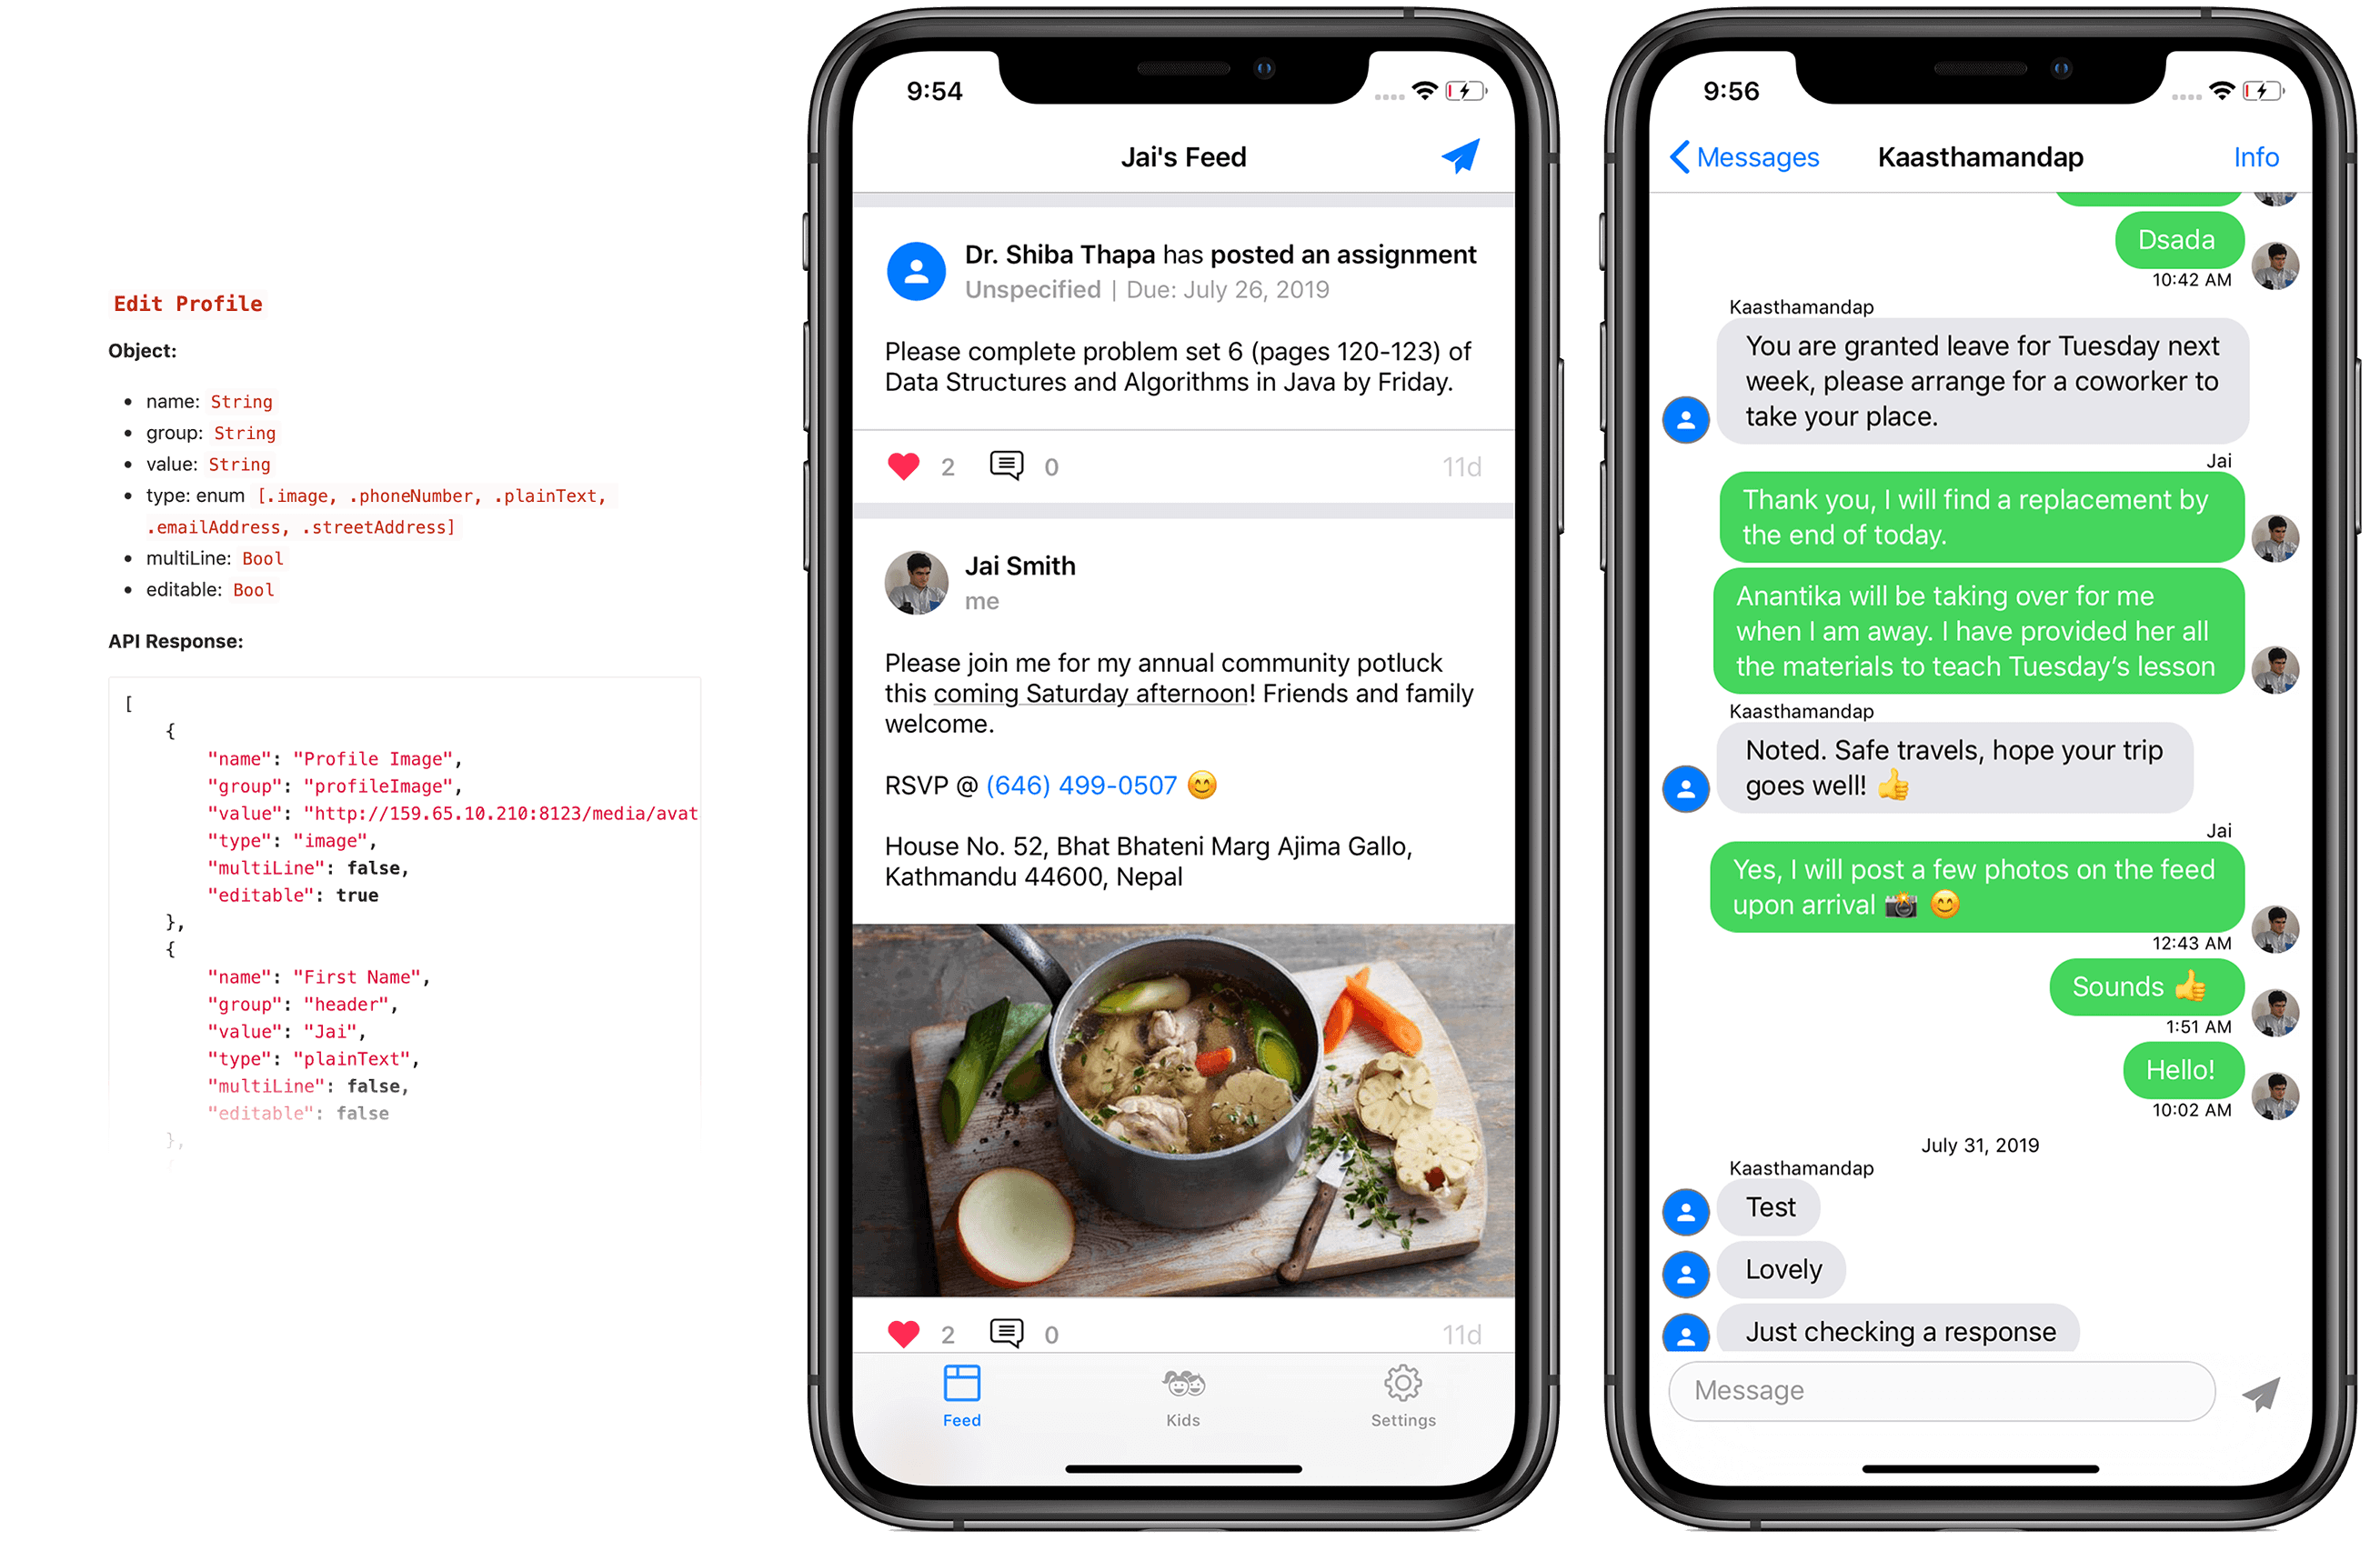 Edit Profile
Object:
• name: String
• group: String
• value: String
• type: enum [.image, .phoneNumber, .plainText,
.emailAddress, .streetAddress]
• multiLine: Bool
• editable: Bool
API Response:
[
{
"name": "Profile Image",
"group": "profileImage",
"value": "http://159.65.10.210:8123/media/avat
"type": "image",
"multiLine": false,
"editable": true
},
{
"name": "First Name",
"group": "header",
"value": "Jai",
"type": "plainText",
"multiLine": false,
"editable": false
},
9:54
Jai's Feed
Dr. Shiba Thapa has posted an assignment
Unspecified | Due: July 26, 2019
Please complete problem set 6 (pages 120-123) of
Data Structures and Algorithms in Java by Friday.
2 0 11d
Jai Smith
me
Please join me for my annual community potluck
this coming Saturday afternoon! Friends and family
welcome.
RSVP @ (646) 499-0507 😊
House No. 52, Bhat Bhateni Marg Ajima Gallo,
Kathmandu 44600, Nepal
2 0 11d
Feed Kids Settings
9:56
Messages Kaasthamandap Info
Dsada
10:42 AM
Kaasthamandap
You are granted leave for Tuesday next
week, please arrange for a coworker to
take your place.
Jai
Thank you, I will find a replacement by
the end of today.
Anantika will be taking over for me
when I am away. I have provided her all
the materials to teach Tuesday’s lesson
Kaasthamandap
Noted. Safe travels, hope your trip
goes well! 👍
Jai
Yes, I will post a few photos on the feed
upon arrival 📸 😊
12:43 AM
Sounds 👍
1:51 AM
Hello!
10:02 AM
July 31, 2019
Kaasthamandap
Test
Lovely
Just checking a response
Message